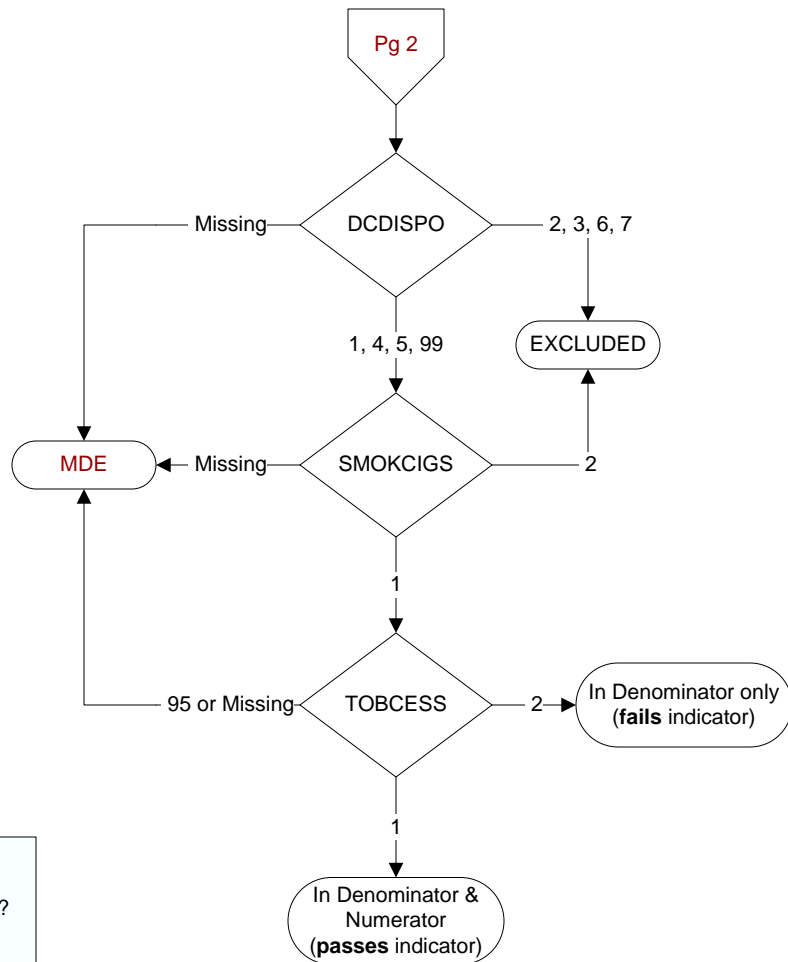 Pg 2
Missing
DCDISPO
2, 3, 6, 7
1, 4, 5, 99
EXCLUDED
MDE
Missing
SMOKCIGS
2
1
95 or Missing
TOBCESS
2
In Denominator only
(fails indicator)
1
?
In Denominator &
Numerator
(passes indicator)